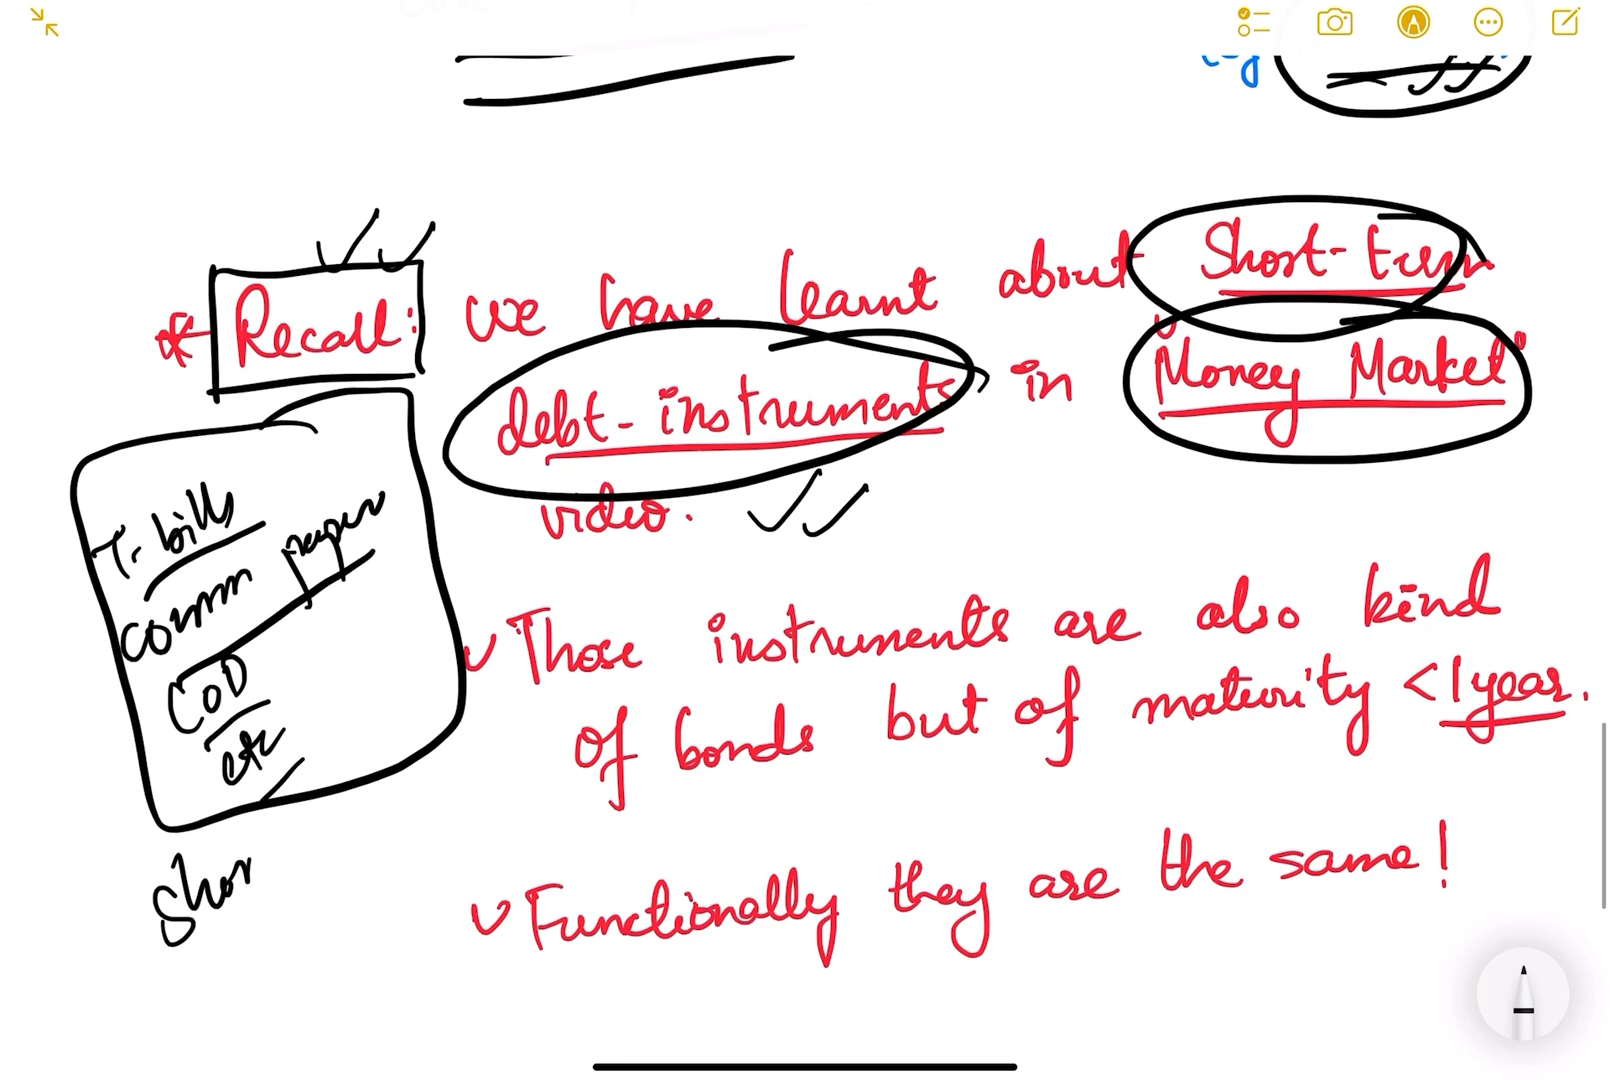 * Recall: we have learnt about Short-term
debt-instruments in "Money Market"
video.
T-bills
Comm paper
CoD
etc
Shor
✓ Those instruments are also kind
of bonds but of maturity < 1 year.
✓ Functionally they are the same!